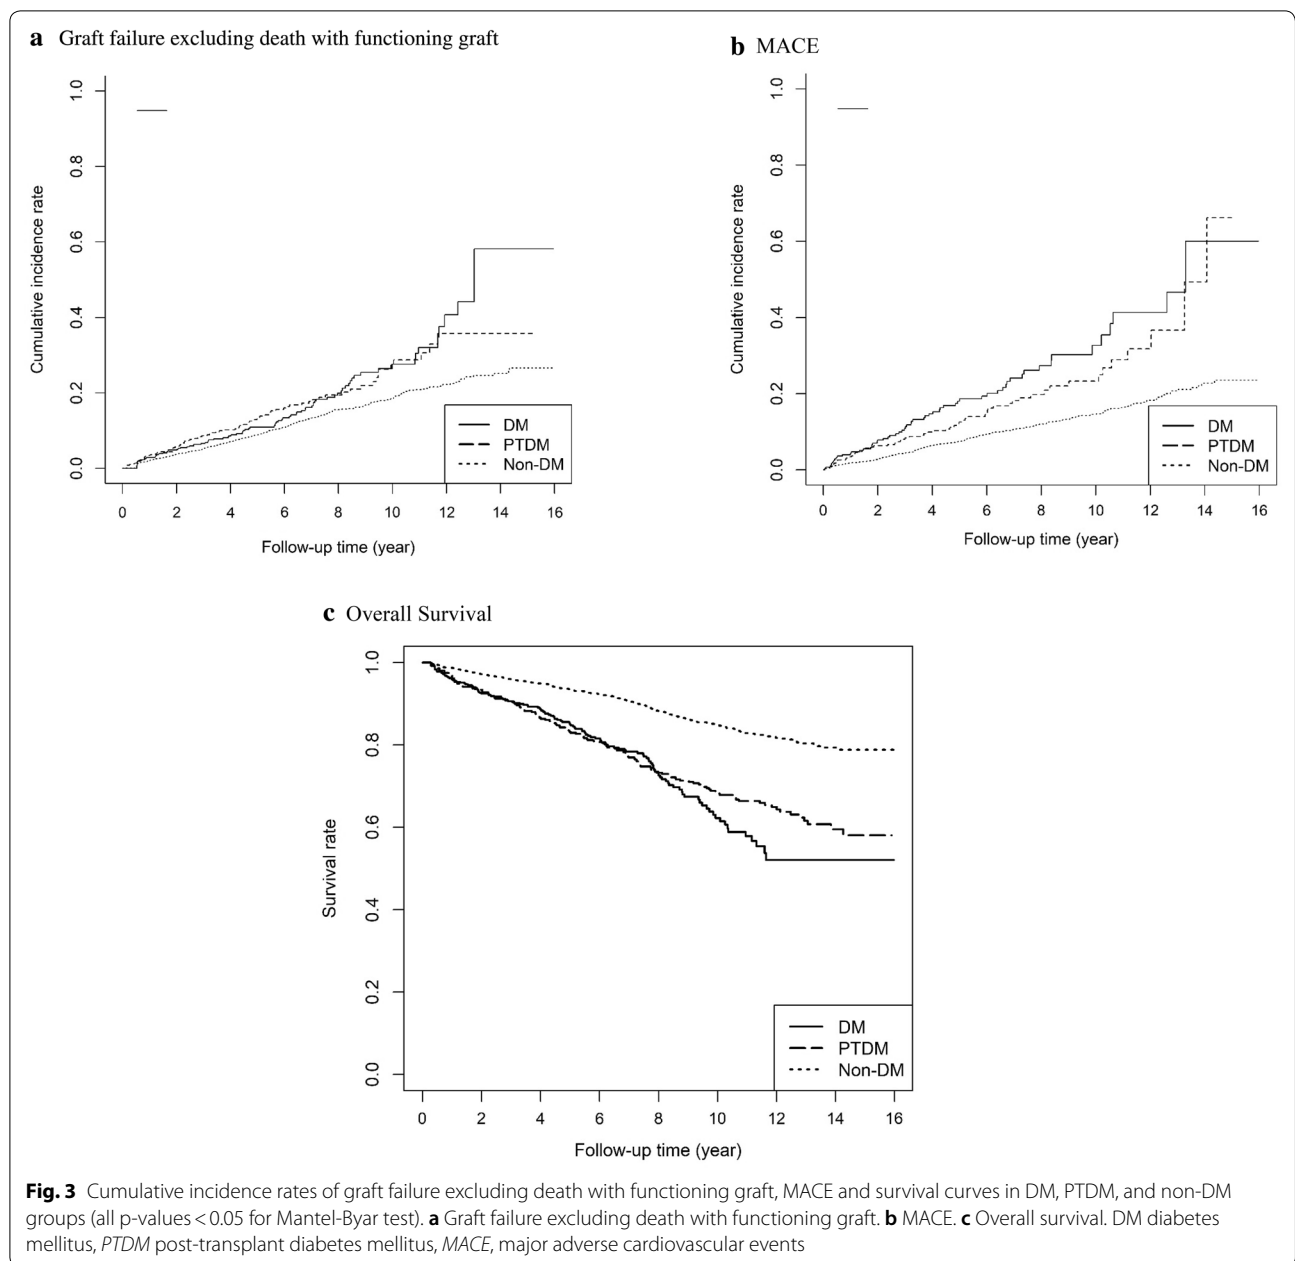 a Graft failure excluding death with functioning graft
Cumulative incidence rate
1.0
0.8
0.6
0.4
0.2
0.0
DM
PTDM
Non-DM
0 2 4 6 8 10 12 14 16
Follow-up time (year)
b MACE
Cumulative incidence rate
1.0
0.8
0.6
0.4
0.2
0.0
DM
PTDM
Non-DM
0 2 4 6 8 10 12 14 16
Follow-up time (year)
c Overall Survival
Survival rate
1.0
0.8
0.6
0.4
0.2
0.0
DM
PTDM
Non-DM
0 2 4 6 8 10 12 14 16
Follow-up time (year)
Fig. 3 Cumulative incidence rates of graft failure excluding death with functioning graft, MACE and survival curves in DM, PTDM, and non-DM
groups (all p-values < 0.05 for Mantel-Byar test). a Graft failure excluding death with functioning graft. b MACE. c Overall survival. DM diabetes
mellitus, PTDM post-transplant diabetes mellitus, MACE, major adverse cardiovascular events